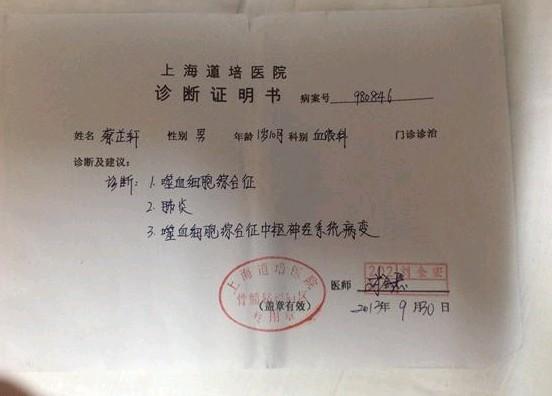 上海道培医院
诊断证明书 病案号 980846
姓名 蔡芷轩 性别 男 年龄 1岁10月 科别 血液科 门诊诊治
诊断及建议:
诊断: 1. 噬血细胞综合征
2. 肺炎
3. 噬血细胞综合征中枢神经系统病变
上海道培医院
专用章
(盖章有效)
医师
2013年9月30日